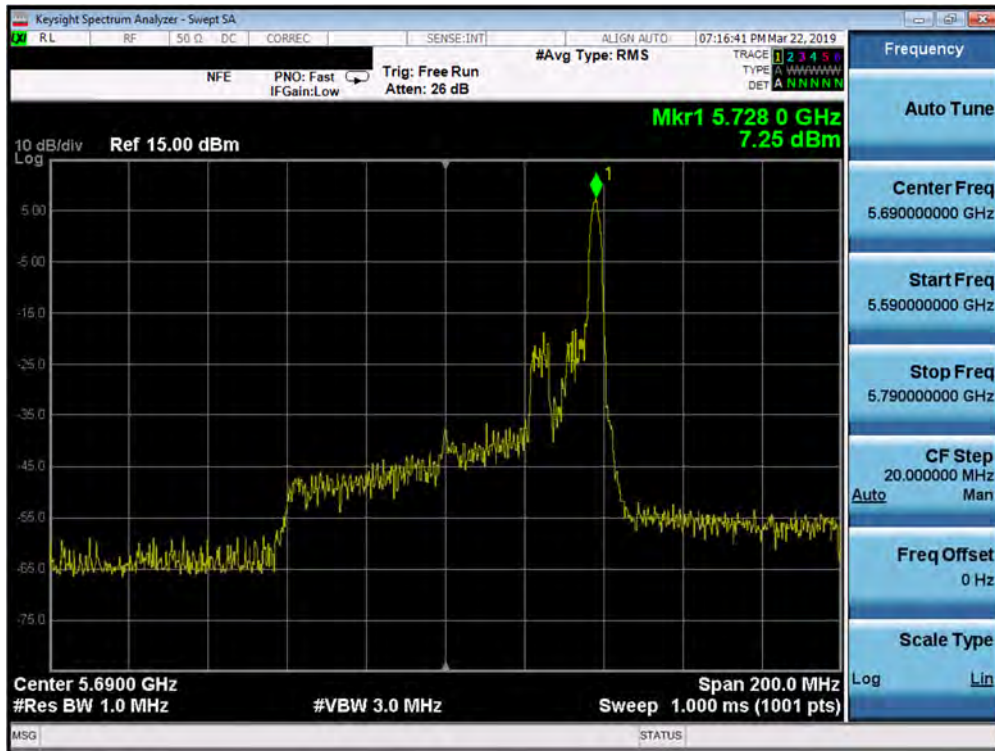 Keysight Spectrum Analyzer - Swept SA
RL RF 50 Ω DC CORREC SENSE:INT ALIGN AUTO 07:16:41 PM Mar 22, 2019
Frequency
#Avg Type: RMS
TRACE 1 2 3 4 5 6
NFE PNO: Fast Trig: Free Run
TYPE A WWWWW
IFGain:Low Atten: 26 dB
DET A N N N N N
Auto Tune
Mkr1 5.728 0 GHz
7.25 dBm
10 dB/div Ref 15.00 dBm
Log
1
5.00
-5.00
-15.0
-25.0
-35.0
-45.0
-55.0
-65.0
-75.0
Center Freq
5.690000000 GHz
Start Freq
5.590000000 GHz
Stop Freq
5.790000000 GHz
CF Step
20.000000 MHz
Auto Man
Freq Offset
0 Hz
Scale Type
Log Lin
Center 5.6900 GHz Span 200.0 MHz
#Res BW 1.0 MHz #VBW 3.0 MHz Sweep 1.000 ms (1001 pts)
MSG STATUS